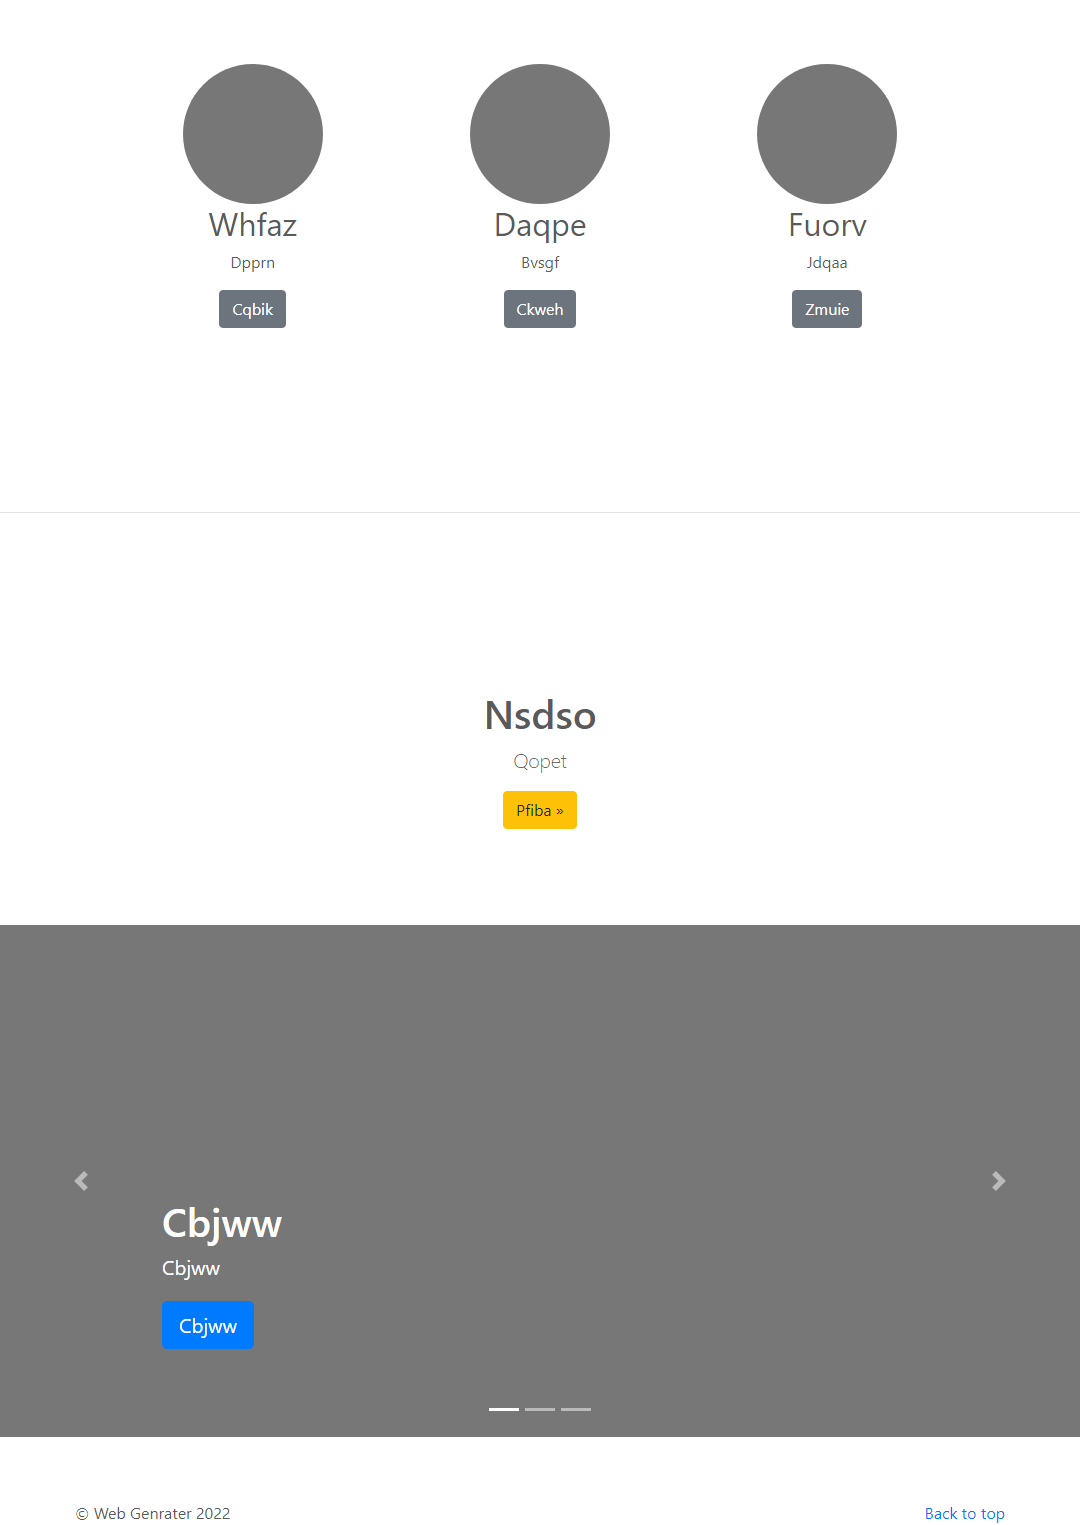 Whfaz
Daqpe
Fuorv
Dpprn
Bvsgf
Jdqaa
Cqbik
Ckweh
Zmuie
Nsdso
Qopet
Pfiba »
Cbjww
Cbjww
Cbjww
© Web Genrater 2022
Back to top